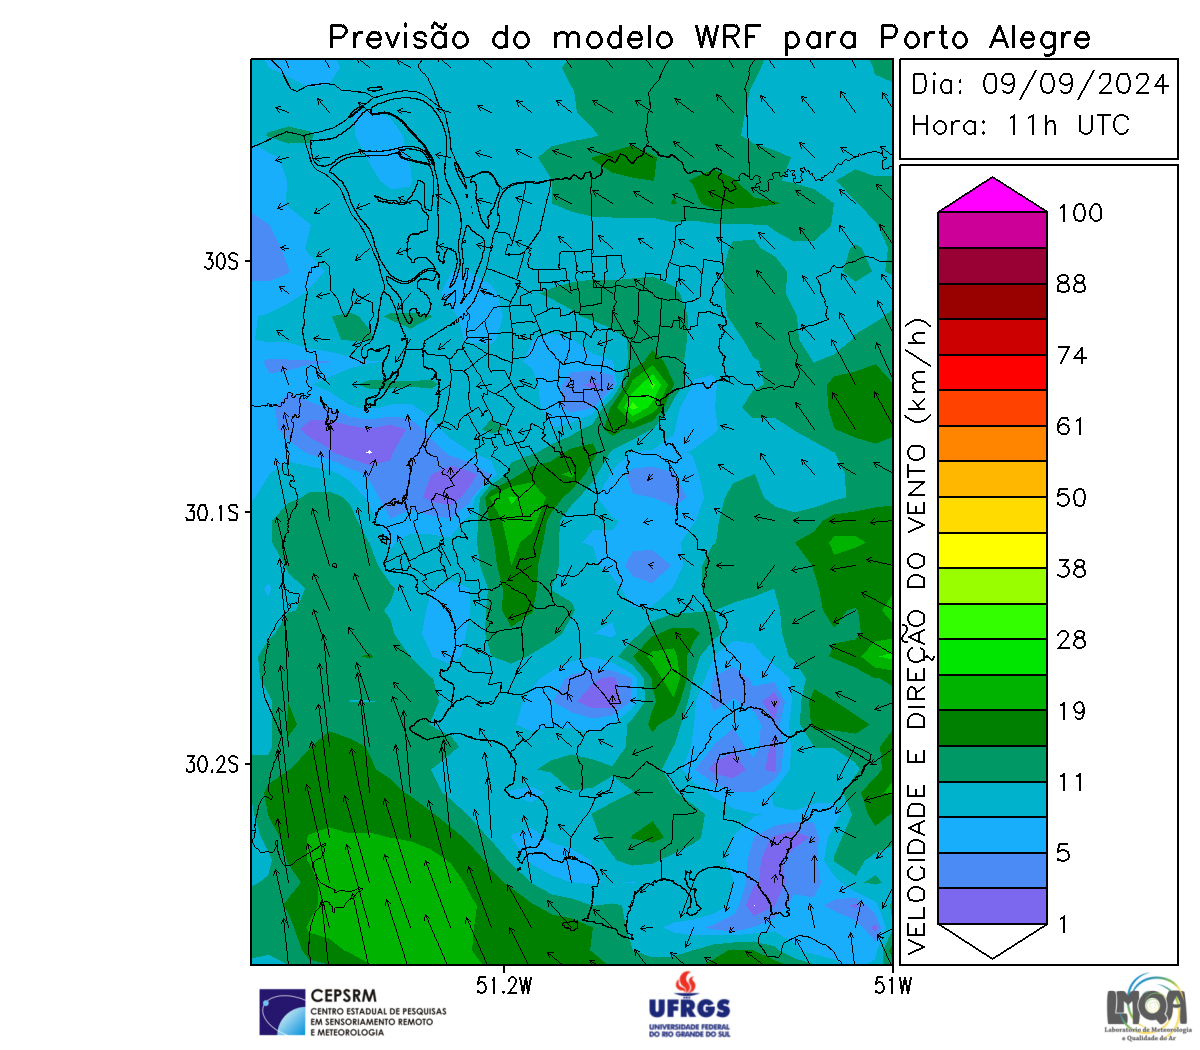 Previsão do modelo WRF para Porto Alegre
Dia: 09/09/2024
Hora: 11h UTC
30S
30.1S
30.2S
51.2W
51W
VELOCIDADE E DIREÇÃO DO VENTO (km/h)
100
88
74
61
50
38
28
19
11
5
1
CEPSRM
CENTRO ESTADUAL DE PESQUISAS
EM SENSORIAMENTO REMOTO
E METEOROLOGIA
UFRGS
UNIVERSIDADE FEDERAL
DO RIO GRANDE DO SUL
LMQA
Laboratório de Meteorologia
e Qualidade do Ar